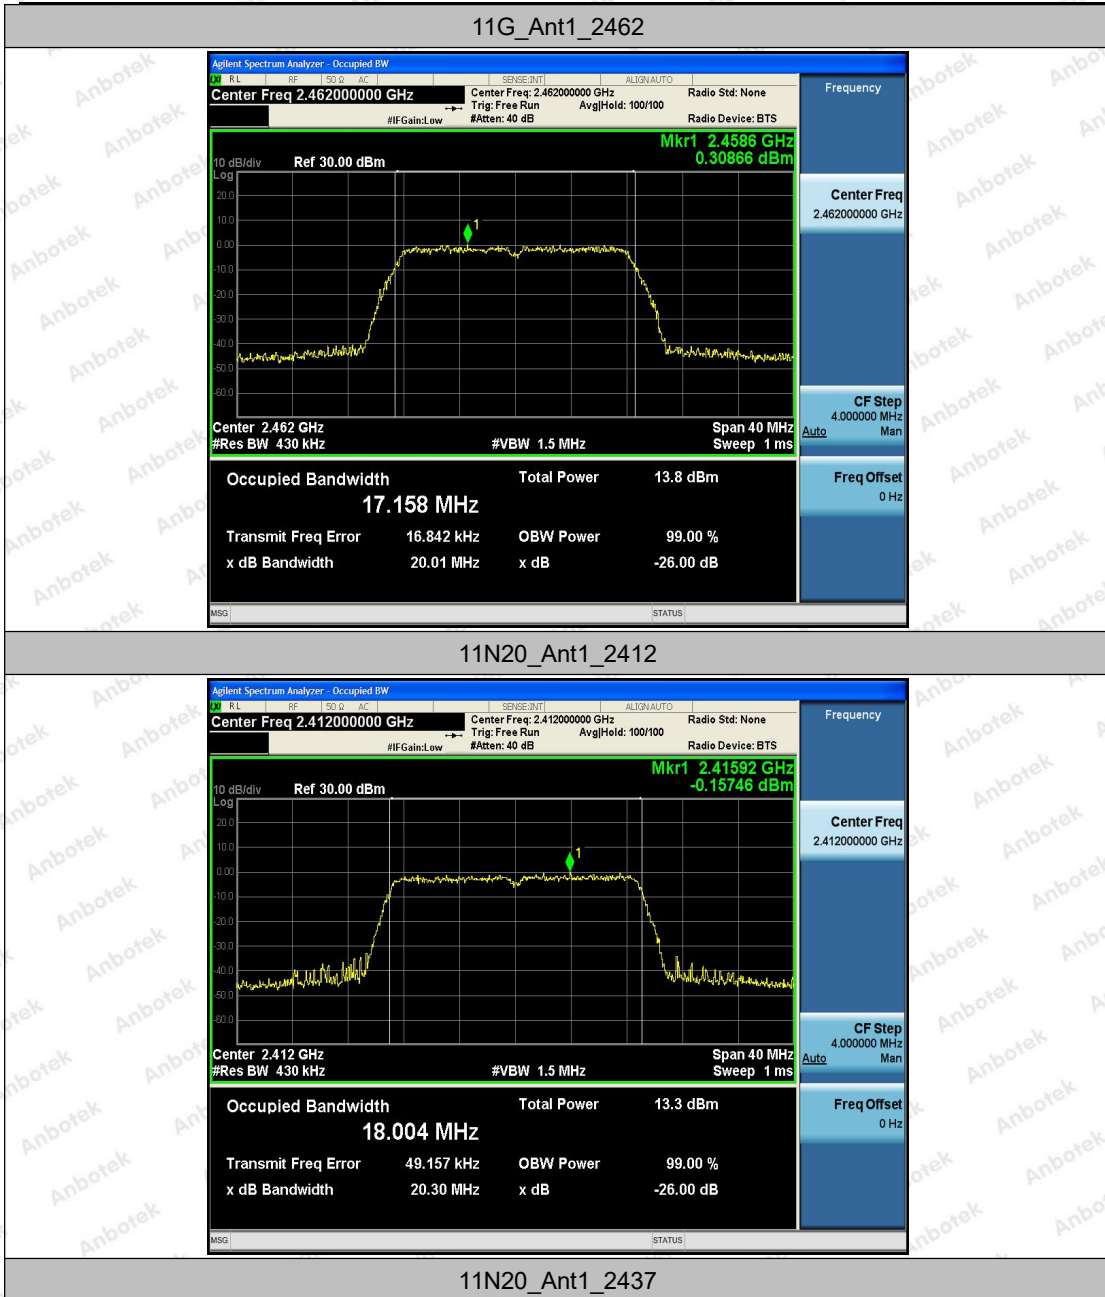 11G_Ant1_2462
Agilent Spectrum Analyzer - Occupied BW
LXI RL RF 50 Ω AC SENSE:INT ALIGNAUTO
Center Freq 2.462000000 GHz
Center Freq: 2.462000000 GHz Radio Std: None
Trig: Free Run Avg|Hold: 100/100
#IFGain:Low #Atten: 40 dB Radio Device: BTS
Mkr1 2.4586 GHz
0.30866 dBm
10 dB/div Ref 30.00 dBm
Log
20.0
10.0
0.00
-10.0
-20.0
-30.0
-40.0
-50.0
-60.0
1
Center 2.462 GHz Span 40 MHz
#Res BW 430 kHz #VBW 1.5 MHz Sweep 1 ms
Occupied Bandwidth Total Power 13.8 dBm
17.158 MHz
Transmit Freq Error 16.842 kHz OBW Power 99.00 %
x dB Bandwidth 20.01 MHz x dB -26.00 dB
MSG STATUS
Frequency
Center Freq
2.462000000 GHz
CF Step
4.000000 MHz
Auto Man
Freq Offset
0 Hz
11N20_Ant1_2412
Agilent Spectrum Analyzer - Occupied BW
LXI RL RF 50 Ω AC SENSE:INT ALIGNAUTO
Center Freq 2.412000000 GHz
Center Freq: 2.412000000 GHz Radio Std: None
Trig: Free Run Avg|Hold: 100/100
#IFGain:Low #Atten: 40 dB Radio Device: BTS
Mkr1 2.41592 GHz
-0.15746 dBm
10 dB/div Ref 30.00 dBm
Log
20.0
10.0
0.00
-10.0
-20.0
-30.0
-40.0
-50.0
-60.0
1
Center 2.412 GHz Span 40 MHz
#Res BW 430 kHz #VBW 1.5 MHz Sweep 1 ms
Occupied Bandwidth Total Power 13.3 dBm
18.004 MHz
Transmit Freq Error 49.157 kHz OBW Power 99.00 %
x dB Bandwidth 20.30 MHz x dB -26.00 dB
MSG STATUS
Frequency
Center Freq
2.412000000 GHz
CF Step
4.000000 MHz
Auto Man
Freq Offset
0 Hz
11N20_Ant1_2437
Anbotek